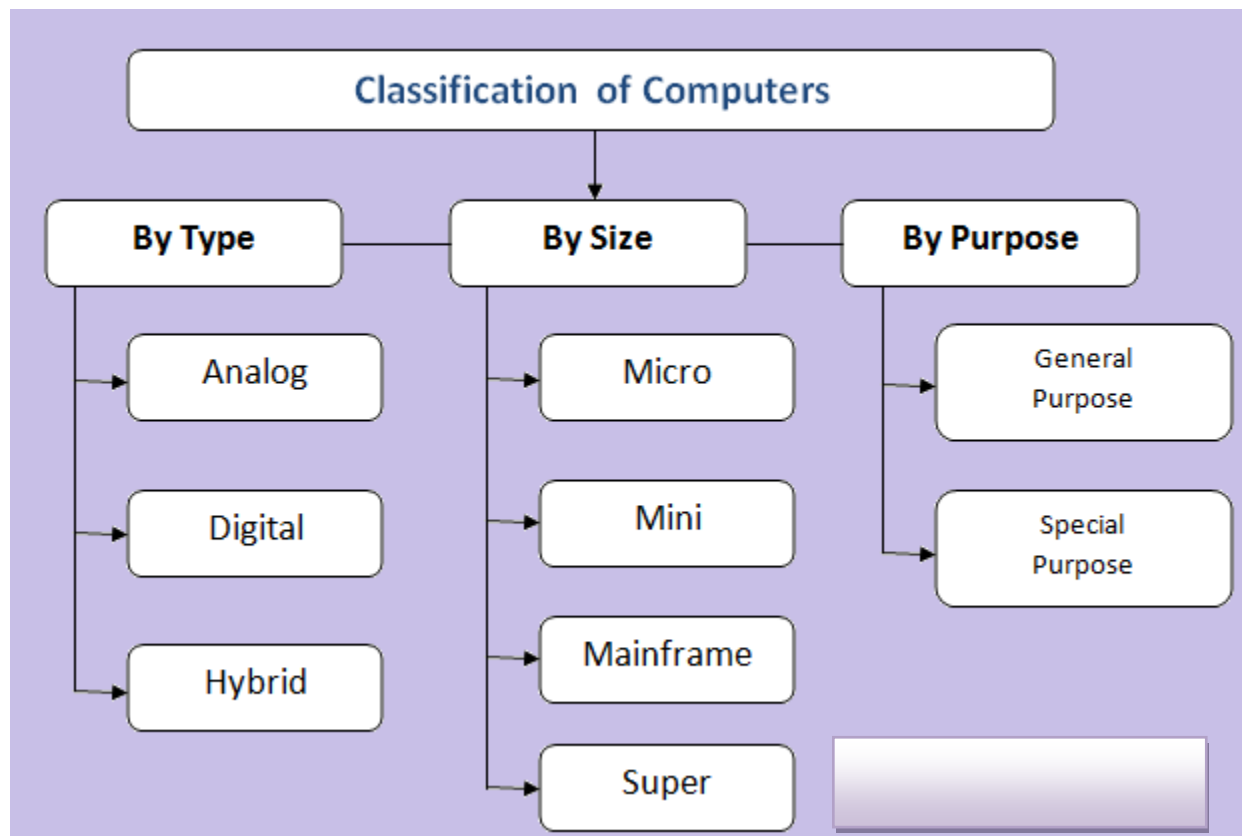 Classification of Computers
By Type
By Size
By Purpose
Analog
Digital
Hybrid
Micro
Mini
Mainframe
Super
General
Purpose
Special
Purpose